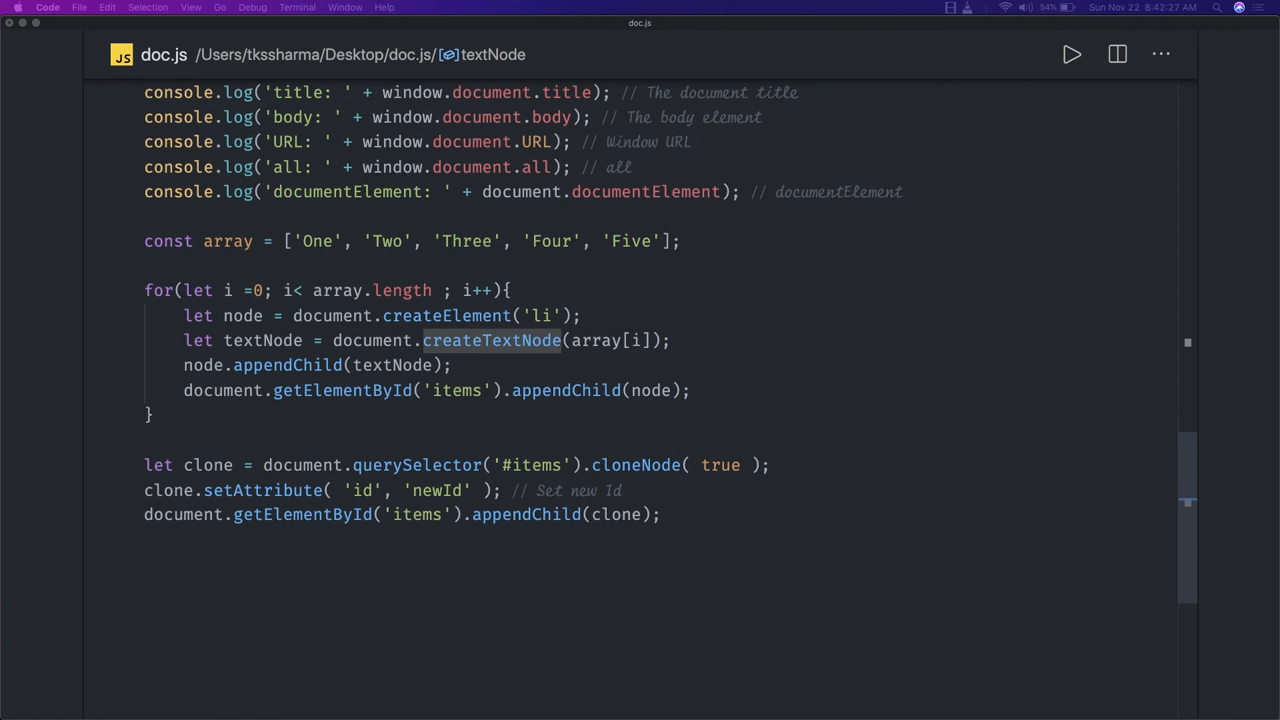 Code File Edit Selection View Go Debug Terminal Window Help 54% Sun Nov 22 8:42:27 AM
doc.js
JS doc.js /Users/tkssharma/Desktop/doc.js/textNode
console.log('title: ' + window.document.title); // The document title
console.log('body: ' + window.document.body); // The body element
console.log('URL: ' + window.document.URL); // Window URL
console.log('all: ' + window.document.all); // all
console.log('documentElement: ' + document.documentElement); // documentElement
const array = ['One', 'Two', 'Three', 'Four', 'Five'];
for(let i =0; i< array.length ; i++){
let node = document.createElement('li');
let textNode = document.createTextNode(array[i]);
node.appendChild(textNode);
document.getElementById('items').appendChild(node);
}
let clone = document.querySelector('#items').cloneNode( true );
clone.setAttribute( 'id', 'newId' ); // Set new Id
document.getElementById('items').appendChild(clone);